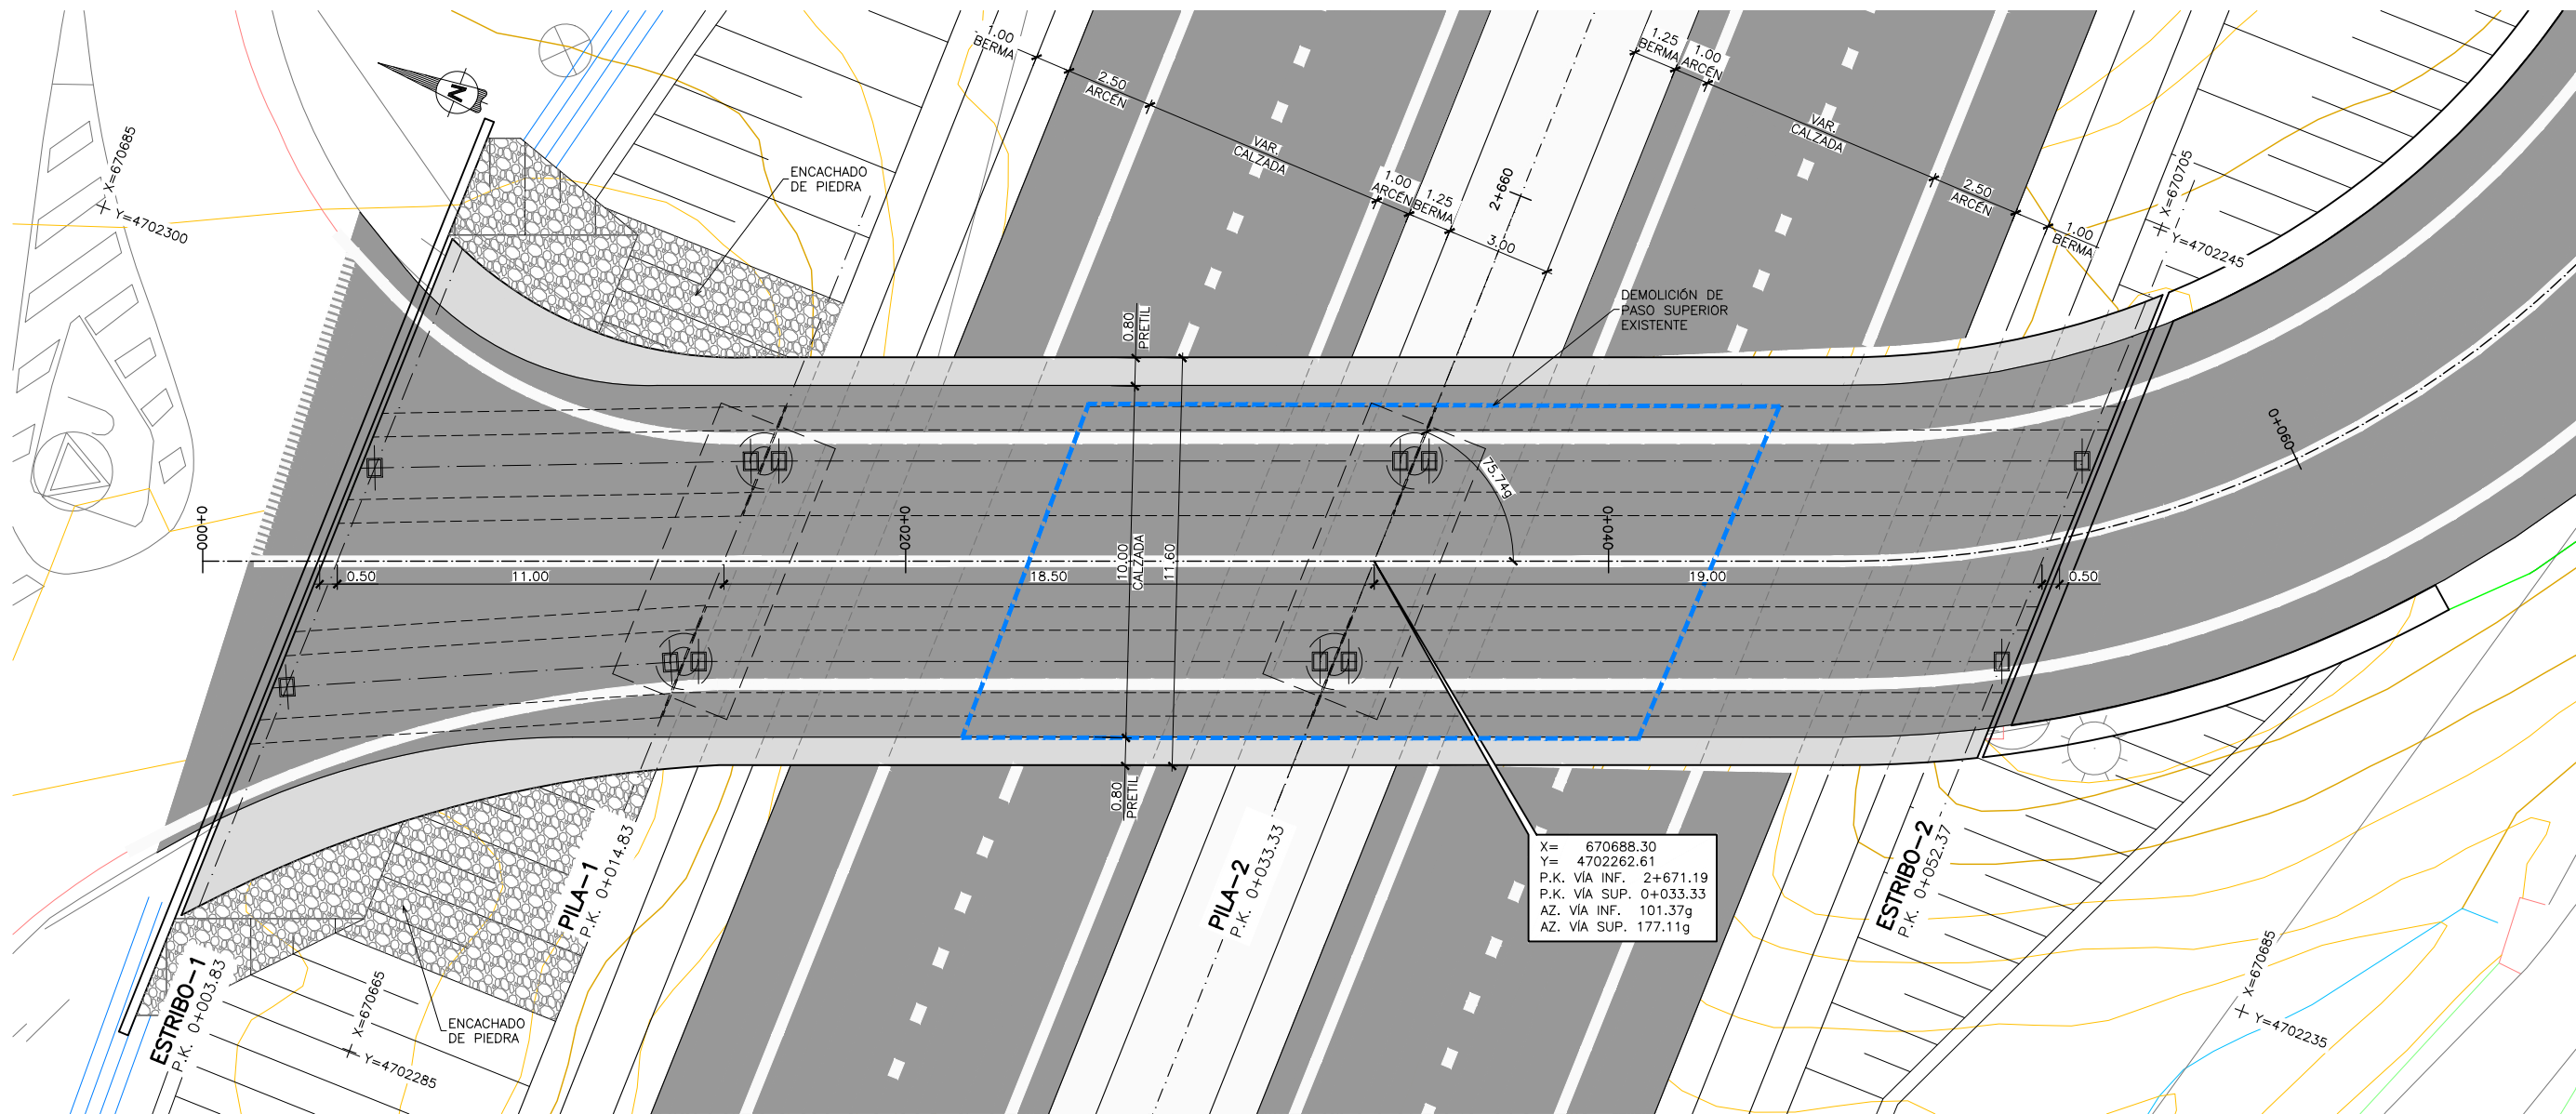 1.00
BERMA
2.50
ARCÉN
VAR.
CALZADA
1.00
ARCÉN
1.25
BERMA
3.00
2+660
1.25
BERMA
1.00
ARCÉN
VAR.
CALZADA
2.50
ARCÉN
1.00
BERMA
X=670685
Y=4702300
N
ENCACHADO
DE PIEDRA
X=670705
Y=4702245
DEMOLICIÓN DE
PASO SUPERIOR
EXISTENTE
0.80
PRETIL
75.74g
0+000
0+020
0+040
0+060
0.50
11.00
18.50
10.00
CALZADA
11.60
19.00
0.50
0.80
PRETIL
PILA-1
P.K. 0+014.83
PILA-2
P.K. 0+033.33
X= 670688.30
Y= 4702262.61
P.K. VÍA INF. 2+671.19
P.K. VÍA SUP. 0+033.33
AZ. VÍA INF. 101.37g
AZ. VÍA SUP. 177.11g
ESTRIBO-2
P.K. 0+052.37
ESTRIBO-1
P.K. 0+003.83
X=670665
Y=4702285
ENCACHADO
DE PIEDRA
X=670685
Y=4702235